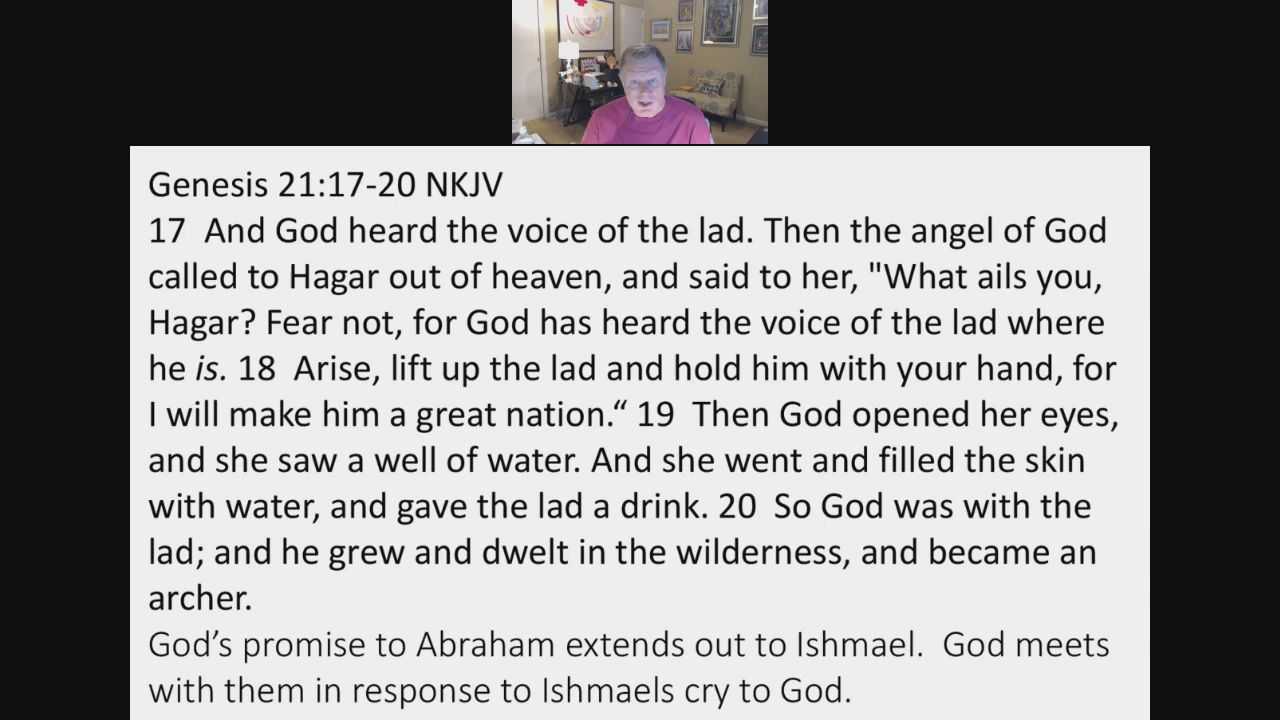 Genesis 21:17-20 NKJV
17  And God heard the voice of the lad. Then the angel of God
called to Hagar out of heaven, and said to her, "What ails you,
Hagar? Fear not, for God has heard the voice of the lad where
he is. 18  Arise, lift up the lad and hold him with your hand, for
I will make him a great nation.“ 19  Then God opened her eyes,
and she saw a well of water. And she went and filled the skin
with water, and gave the lad a drink. 20  So God was with the
lad; and he grew and dwelt in the wilderness, and became an
archer.
God’s promise to Abraham extends out to Ishmael.  God meets
with them in response to Ishmaels cry to God.